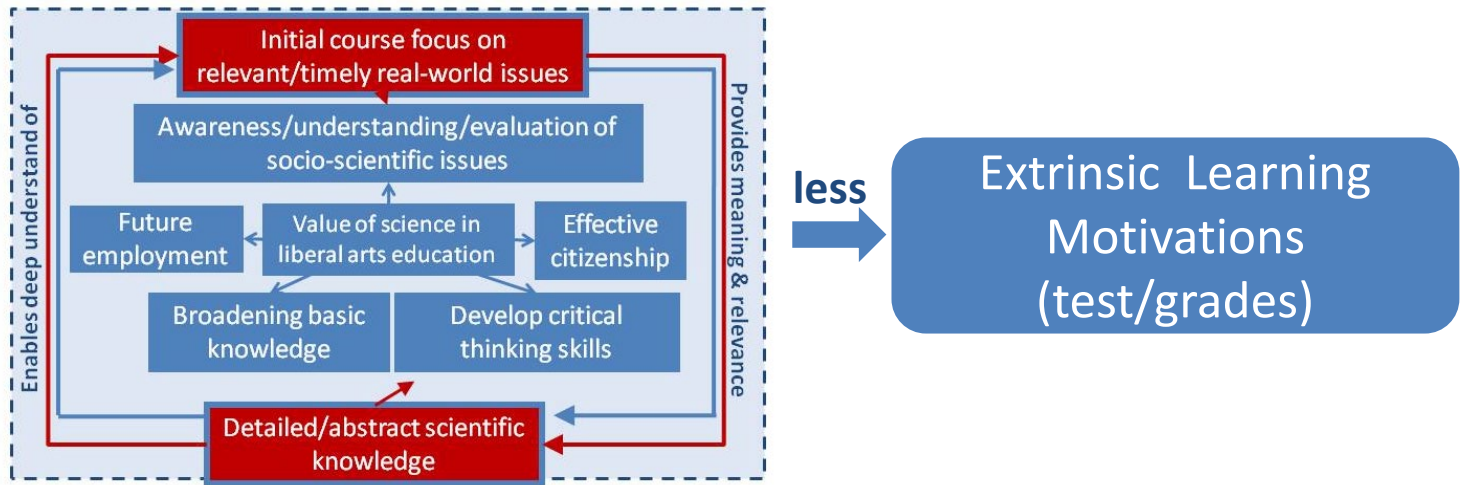 Initial course focus on
relevant/timely real-world issues
Awareness/understanding/evaluation of
socio-scientific issues
Future
employment
Value of science in
liberal arts education
Effective
citizenship
Broadening basic
knowledge
Develop critical
thinking skills
Detailed/abstract scientific
knowledge
Enables deep understand of
Provides meaning & relevance
less
Extrinsic Learning
Motivations
(test/grades)